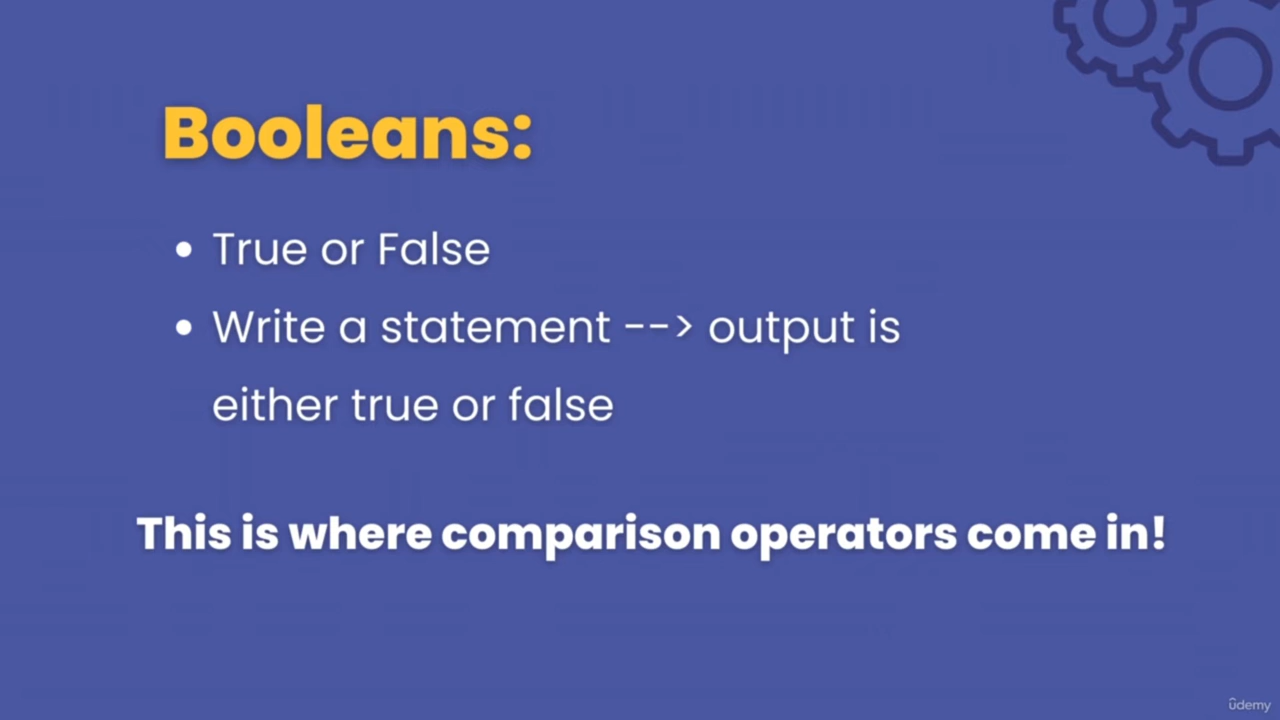 Booleans:
• True or False
• Write a statement --> output is
either true or false
This is where comparison operators come in!
ûdemy